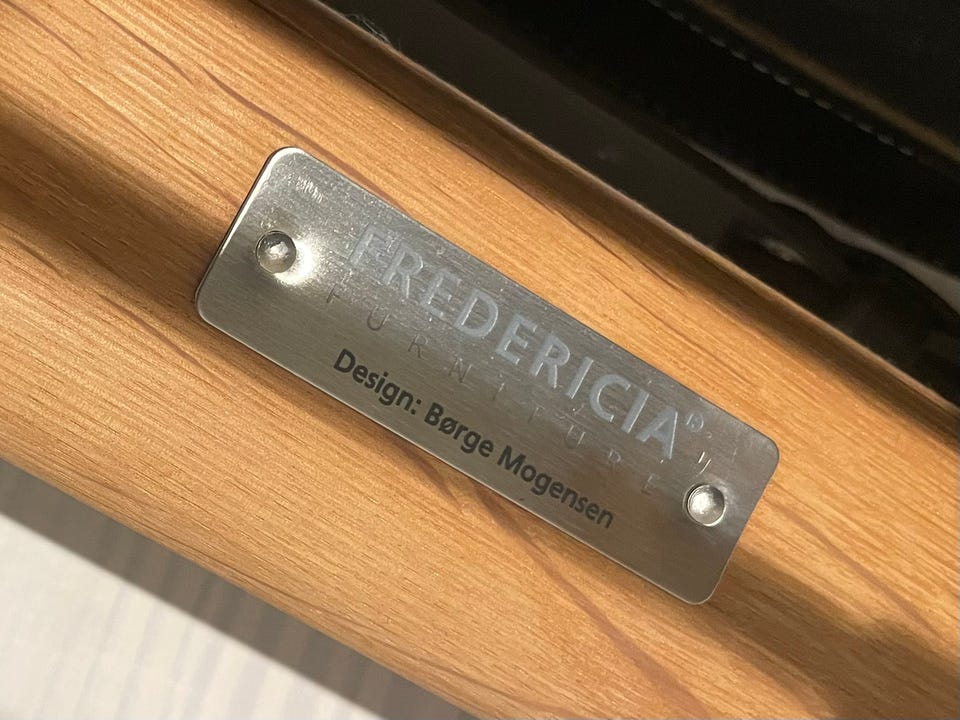 FREDERICIA®
FURNITURE
Design: Børge Mogensen